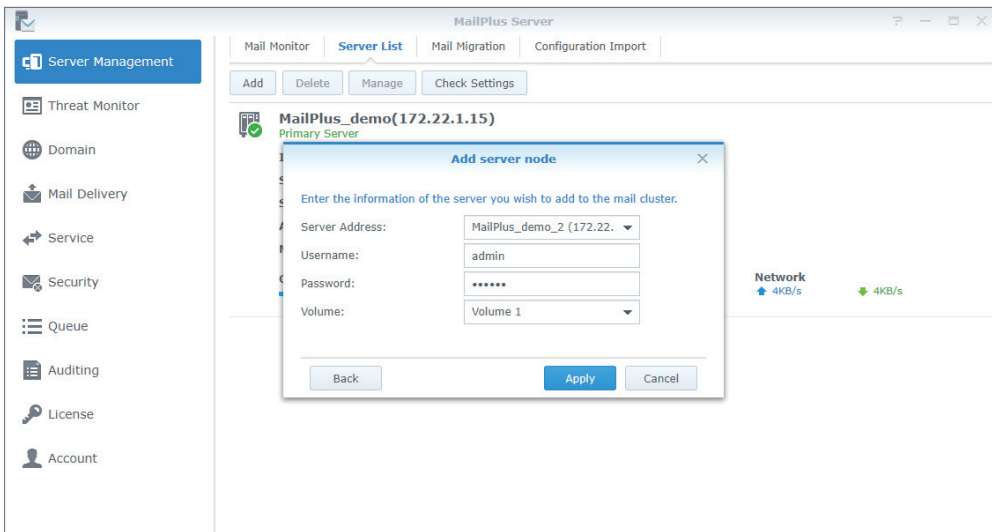 MailPlus Server
Server Management
Threat Monitor
Domain
Mail Delivery
Service
Security
Queue
Auditing
License
Account
Mail Monitor Server List Mail Migration Configuration Import
Add Delete Manage Check Settings
MailPlus_demo(172.22.1.15)
Primary Server
Add server node
Enter the information of the server you wish to add to the mail cluster.
Server Address: MailPlus_demo_2 (172.22.
Username: admin
Password: ••••••
Volume: Volume 1
Back Apply Cancel
Network
4KB/s 4KB/s